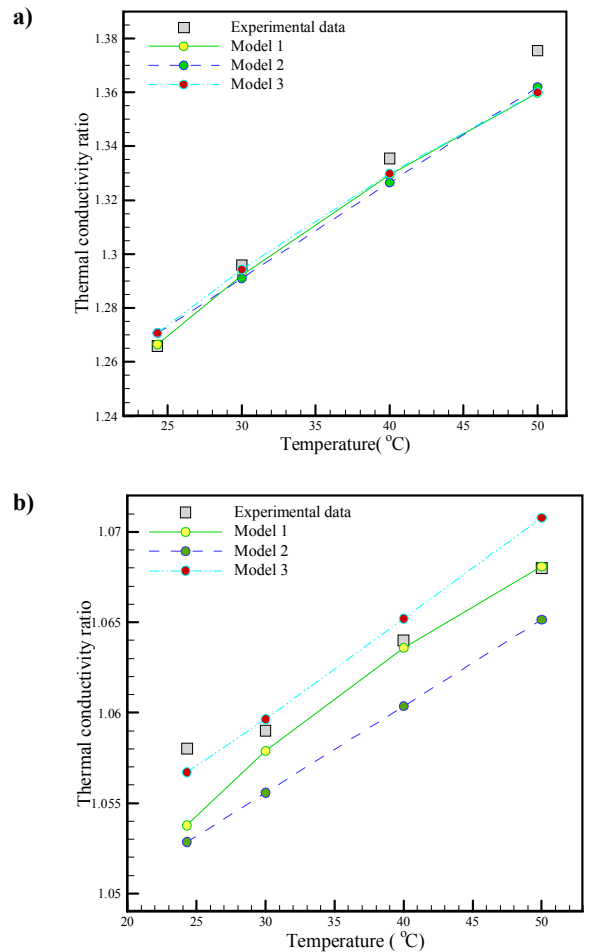 a)
Experimental data
Model 1
Model 2
Model 3
1.38
1.36
1.34
1.32
1.3
1.28
1.26
1.24
Thermal conductivity ratio
25 30 35 40 45 50
Temperature( °C)
b)
Experimental data
Model 1
Model 2
Model 3
1.07
1.065
1.06
1.055
1.05
Thermal conductivity ratio
20 25 30 35 40 45 50
Temperature (°C)